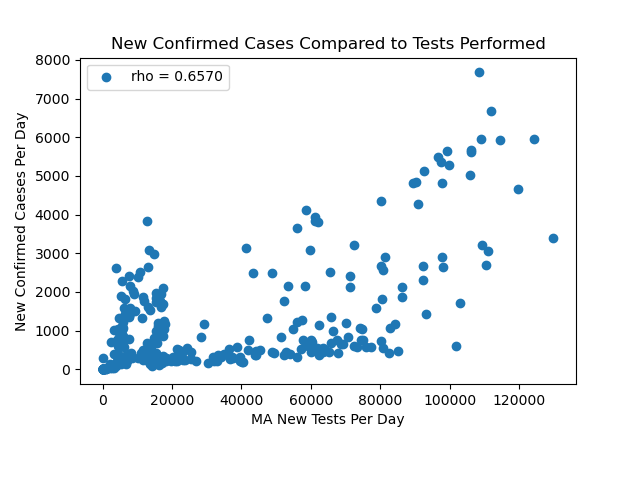 New Confirmed Cases Compared to Tests Performed
rho = 0.6570
New Confirmed Caeses Per Day
8000
7000
6000
5000
4000
3000
2000
1000
0
0 20000 40000 60000 80000 100000 120000
MA New Tests Per Day